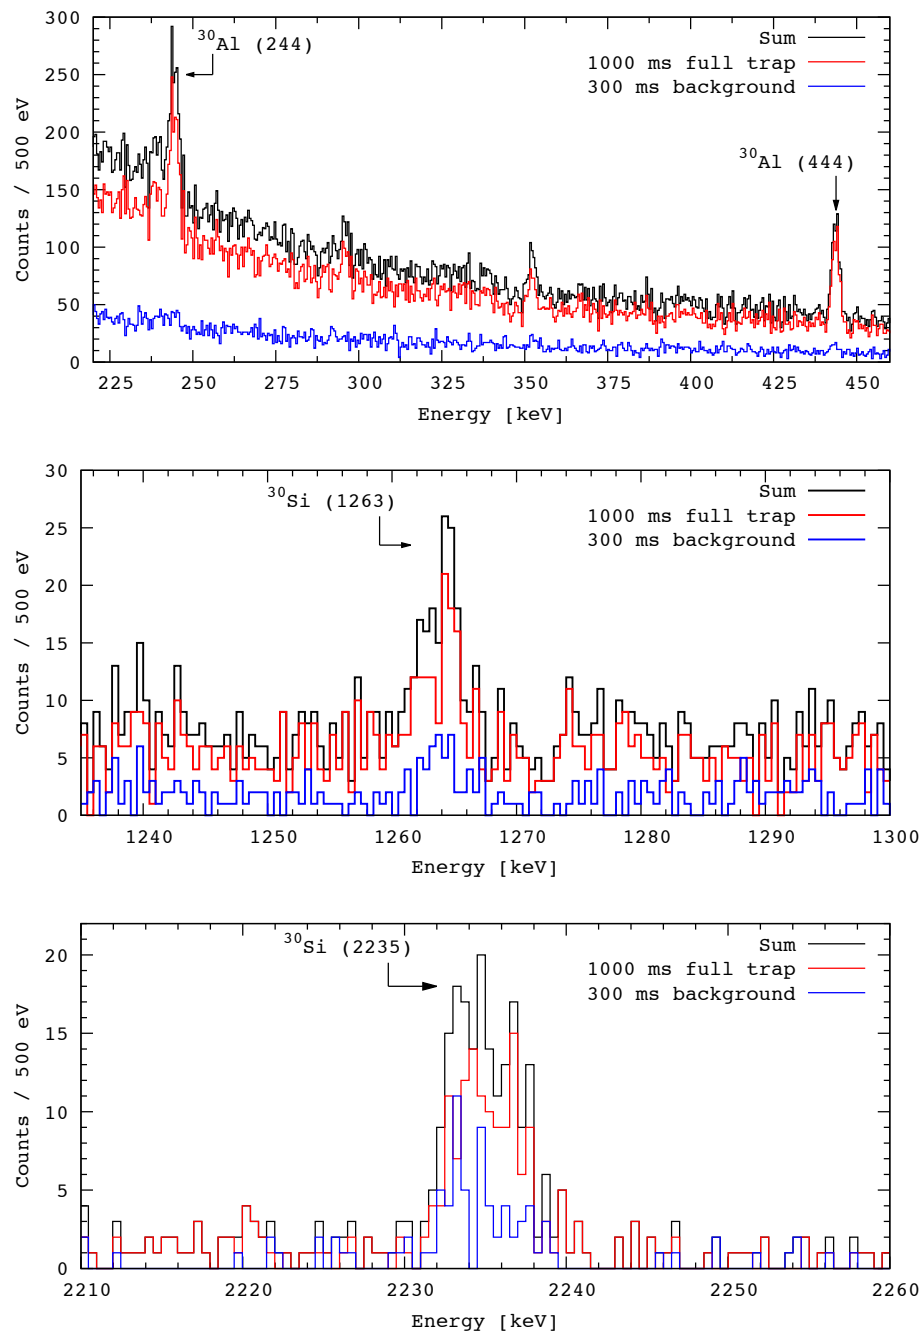 300
250
200
150
100
50
0
Counts / 500 eV
³⁰Al (244)
³⁰Al (444)
Sum
1000 ms full trap
300 ms background
225 250 275 300 325 350 375 400 425 450
Energy [keV]
30
25
20
15
10
5
0
Counts / 500 eV
³⁰Si (1263)
Sum
1000 ms full trap
300 ms background
1240 1250 1260 1270 1280 1290 1300
Energy [keV]
20
15
10
5
0
Counts / 500 eV
³⁰Si (2235)
Sum
1000 ms full trap
300 ms background
2210 2220 2230 2240 2250 2260
Energy [keV]